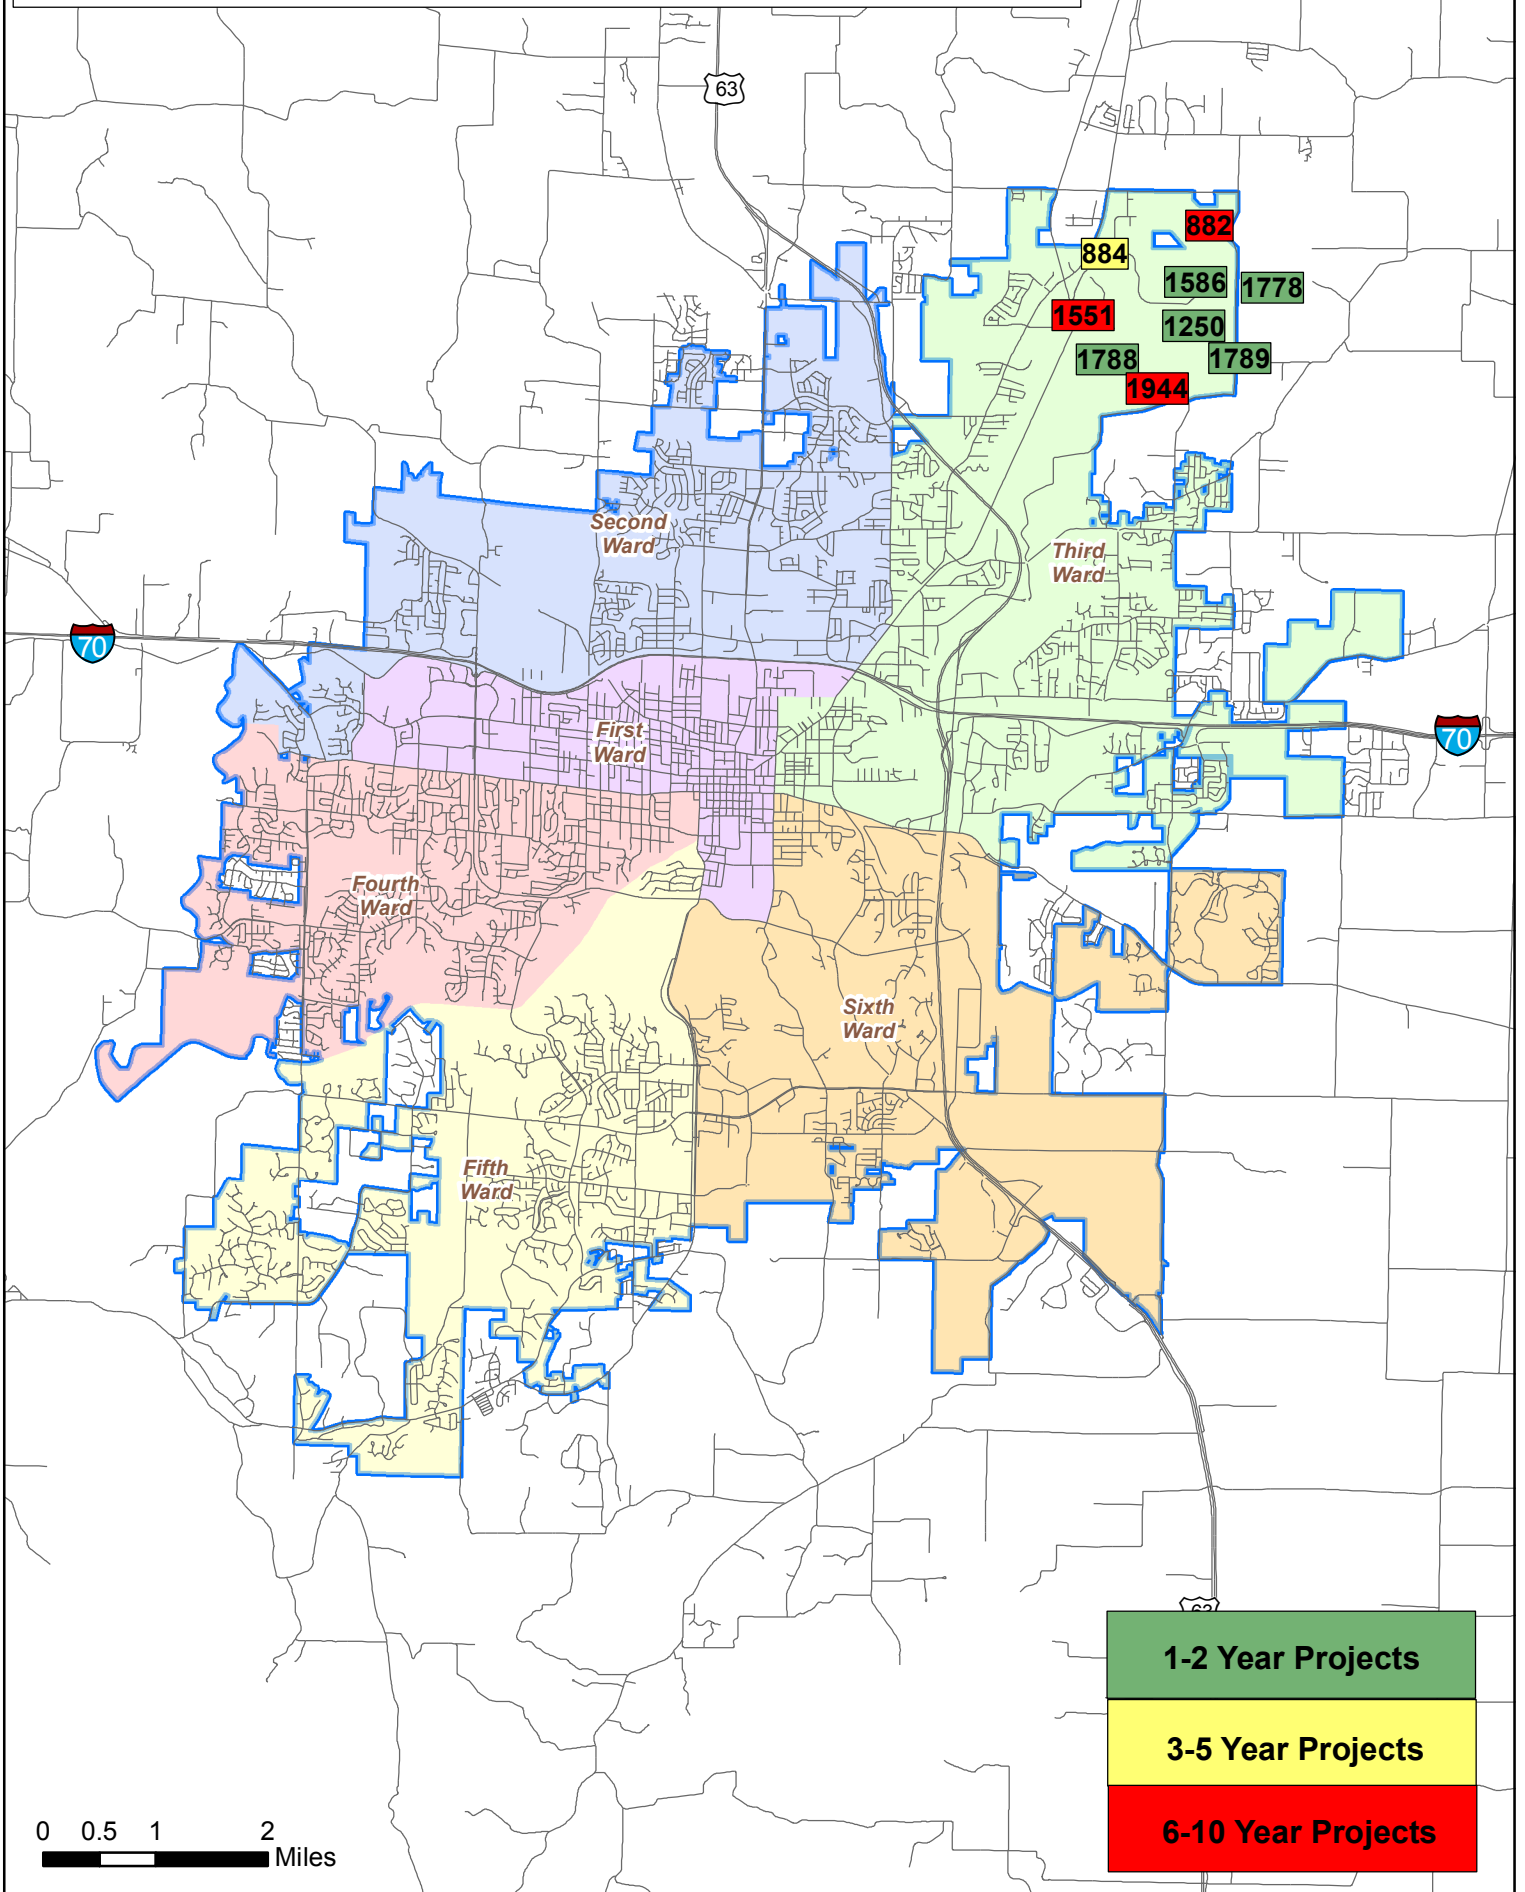 63
882
884
1586
1778
1551
1250
1788
1789
1944
Second
Ward
Third
Ward
70
First
Ward
70
Fourth
Ward
Sixth
Ward
Fifth
Ward
1-2 Year Projects
3-5 Year Projects
6-10 Year Projects
0 0.5 1 2
Miles